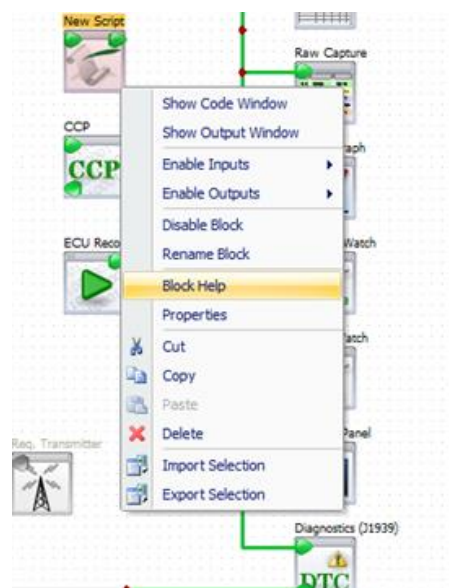 New Script
Raw Capture
Show Code Window
Show Output Window
CCP
aph
CCP
Enable Inputs
Enable Outputs
Disable Block
ECU Reco
Watch
Rename Block
Block Help
Properties
Cut
atch
Copy
Paste
Delete
Panel
Req. Transmitter
Import Selection
Export Selection
Diagnostics (J1939)
DTC